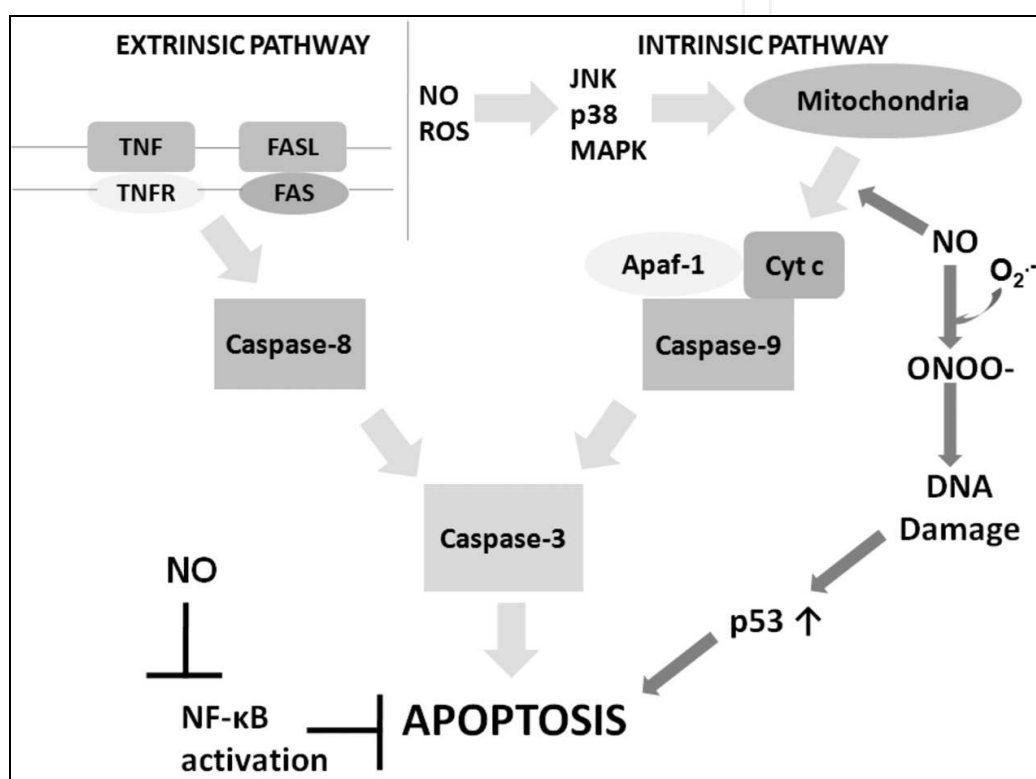 EXTRINSIC PATHWAY
INTRINSIC PATHWAY
NO
ROS
JNK
p38
MAPK
Mitochondria
TNF
FASL
TNFR
FAS
Apaf-1
Cyt c
NO
O₂·-
Caspase-8
Caspase-9
ONOO-
DNA
Damage
Caspase-3
NO
p53 ↑
NF-κB
activation
APOPTOSIS